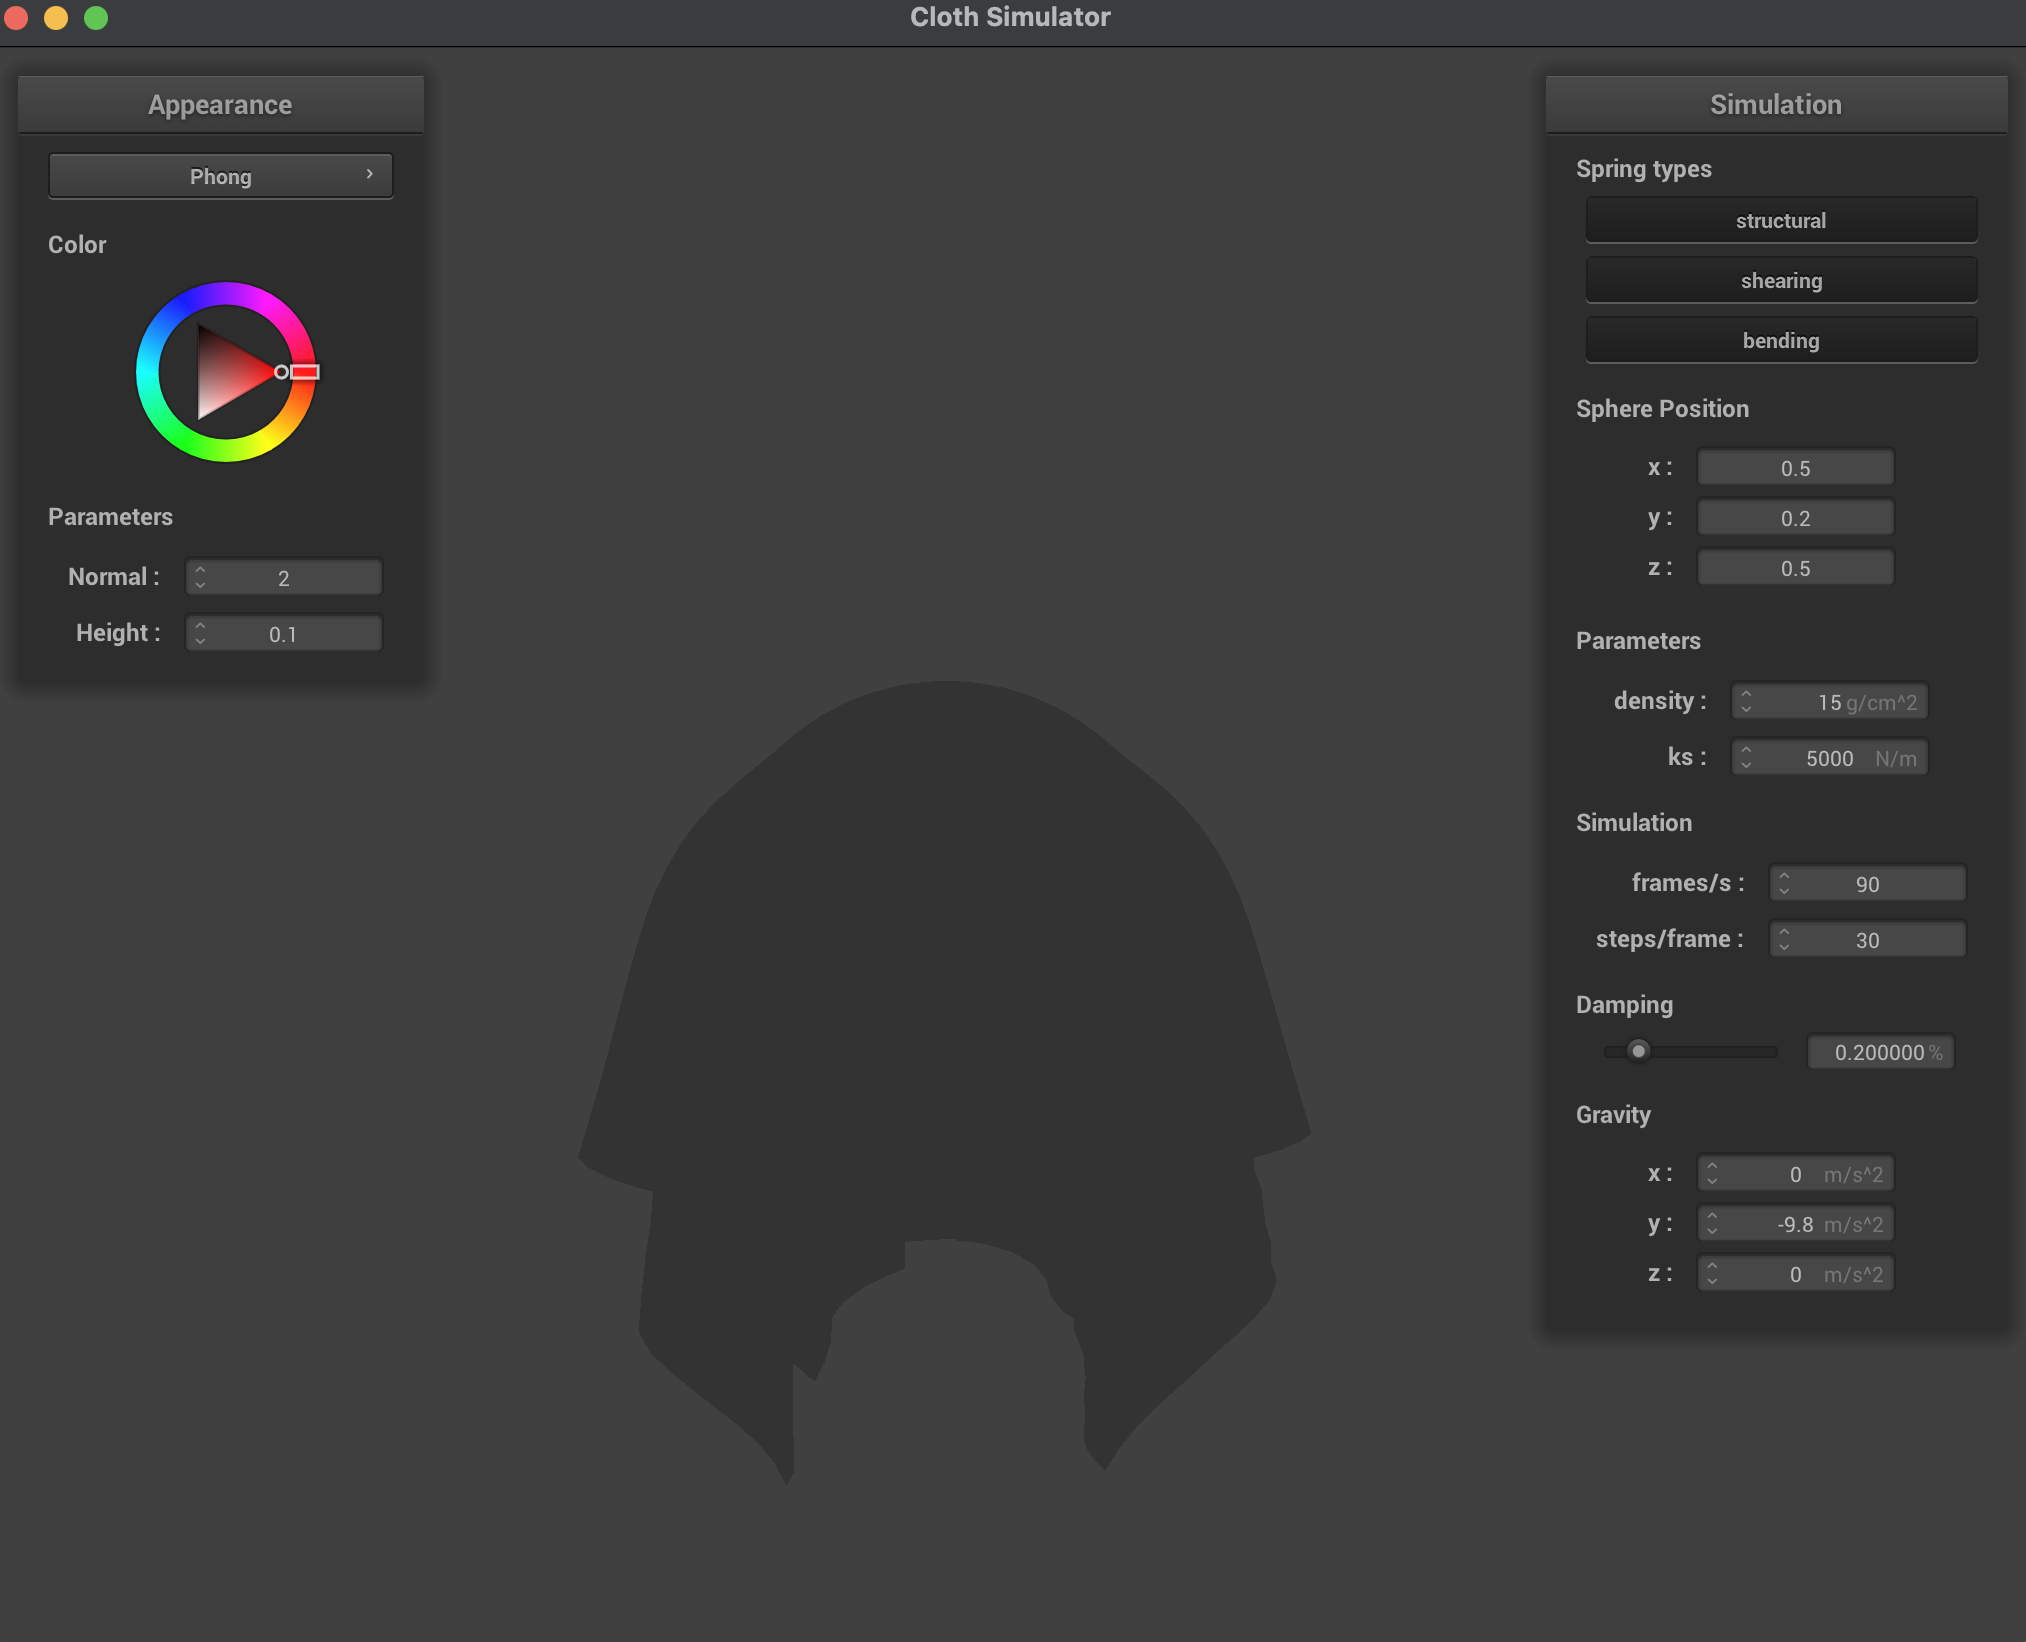 Cloth Simulator
Appearance
Phong
Color
Parameters
Normal : 2
Height : 0.1
Simulation
Spring types
structural
shearing
bending
Sphere Position
x : 0.5
y : 0.2
z : 0.5
Parameters
density : 15 g/cm^2
ks : 5000 N/m
Simulation
frames/s : 90
steps/frame : 30
Damping
0.200000 %
Gravity
x : 0 m/s^2
y : -9.8 m/s^2
z : 0 m/s^2